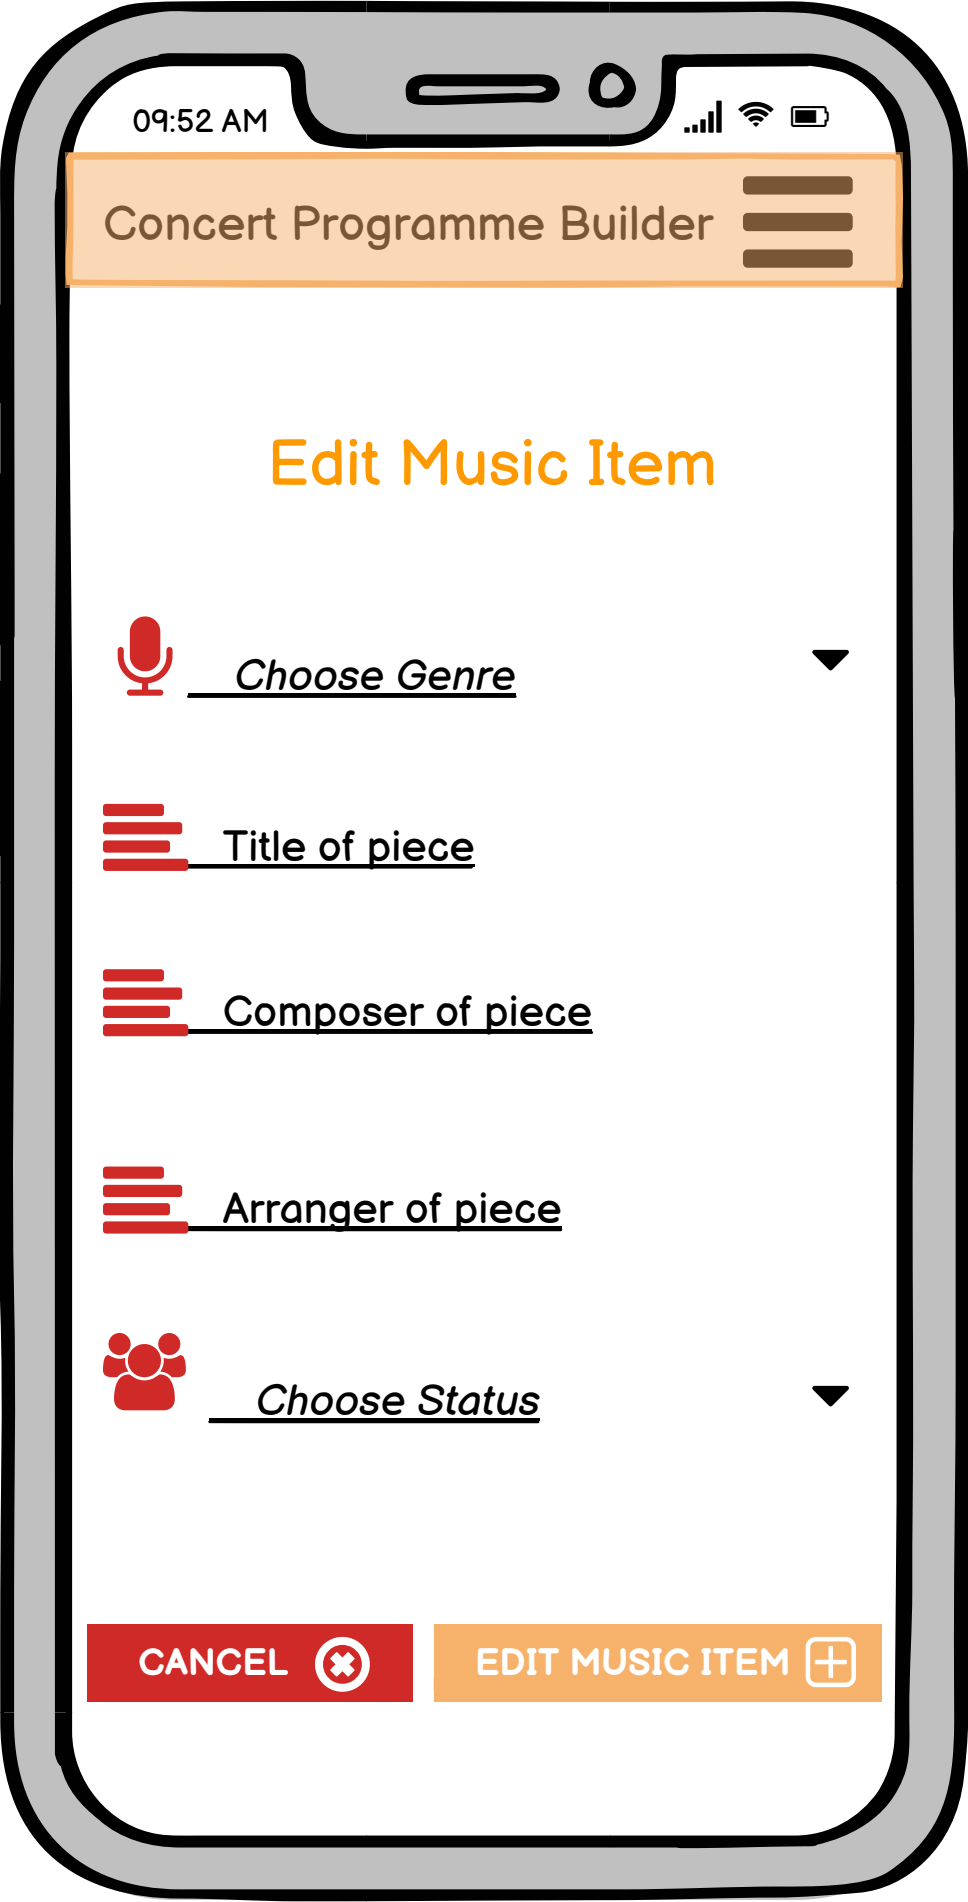 09:52 AM
Concert Programme Builder
Edit Music Item
Choose Genre
Title of piece
Composer of piece
Arranger of piece
Choose Status
CANCEL
EDIT MUSIC ITEM